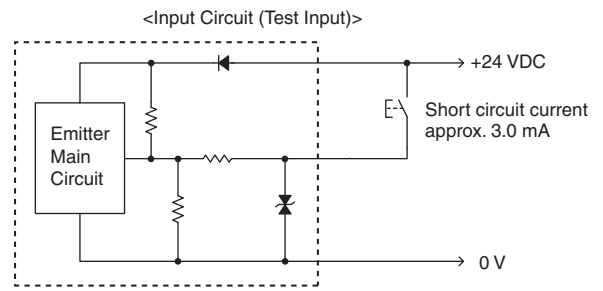 <Input Circuit (Test Input)>
+24 VDC
Short circuit current
approx. 3.0 mA
Emitter
Main
Circuit
0 V